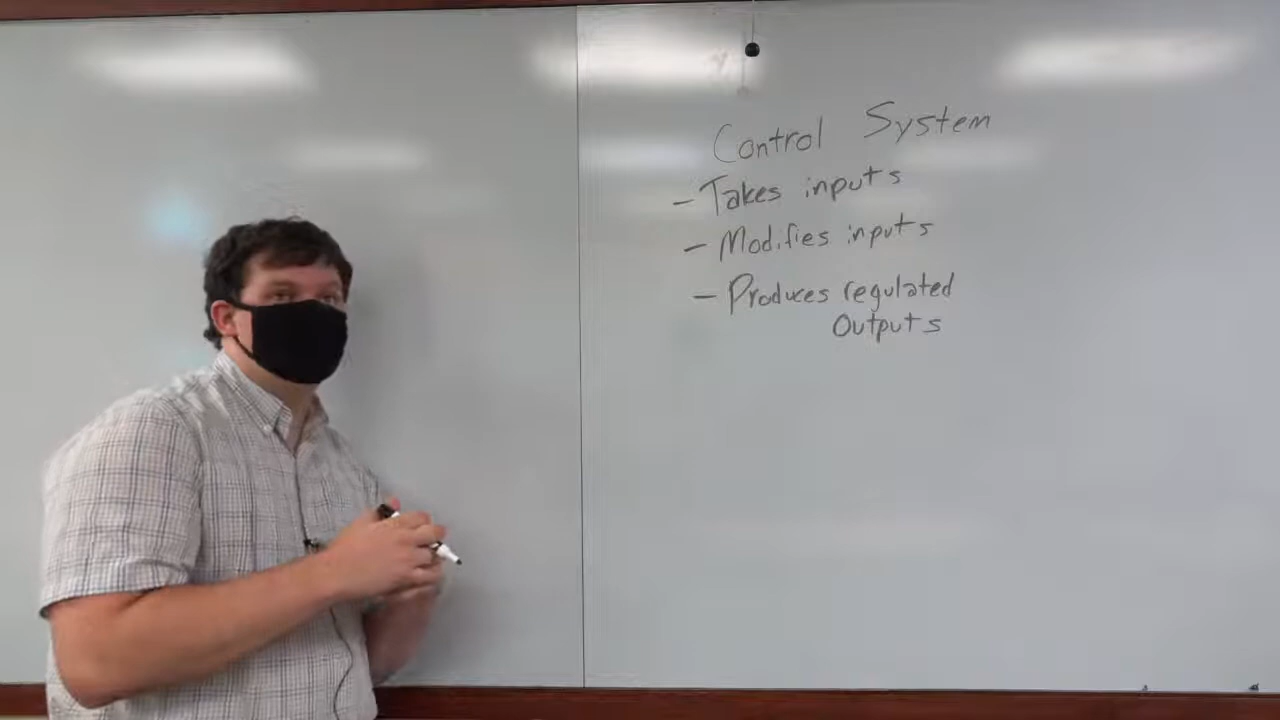 Control System
- Takes inputs
- Modifies inputs
- Produces regulated
Outputs